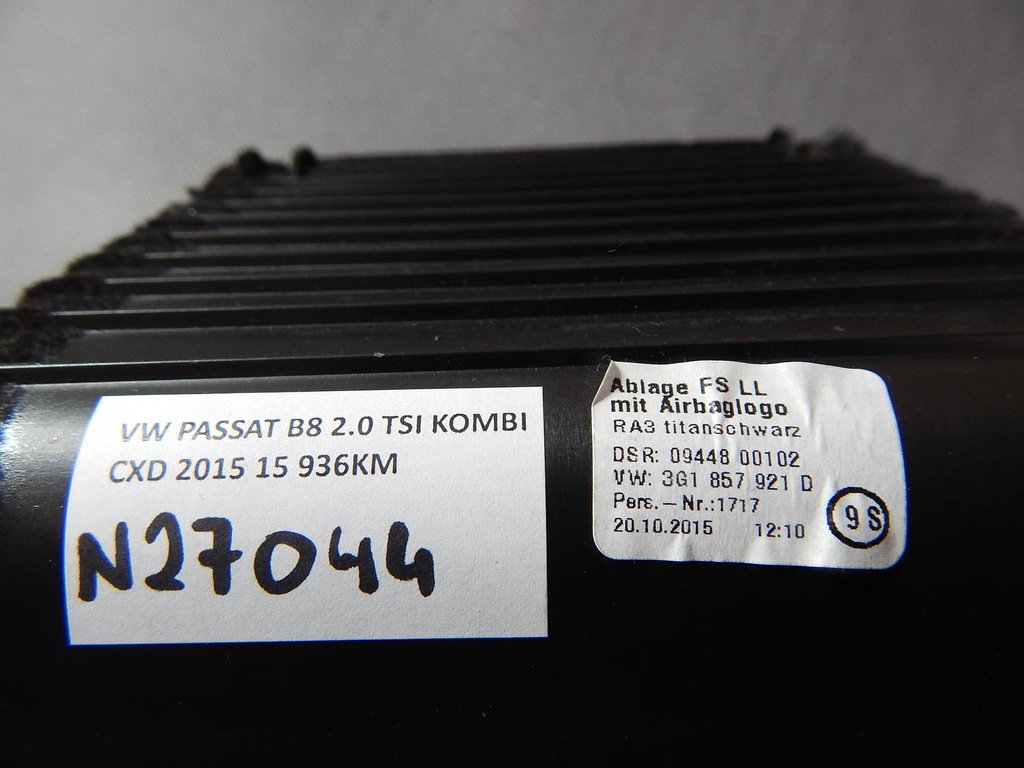 VW PASSAT B8 2.0 TSI KOMBI
CXD 2015 15 936KM
N27044
Ablage FS LL
mit Airbaglogo
RA3 titanschwarz
DSR: 09448 00102
VW: 3G1 857 921 D
Pers.-Nr.:1717
20.10.2015 12:10
9S